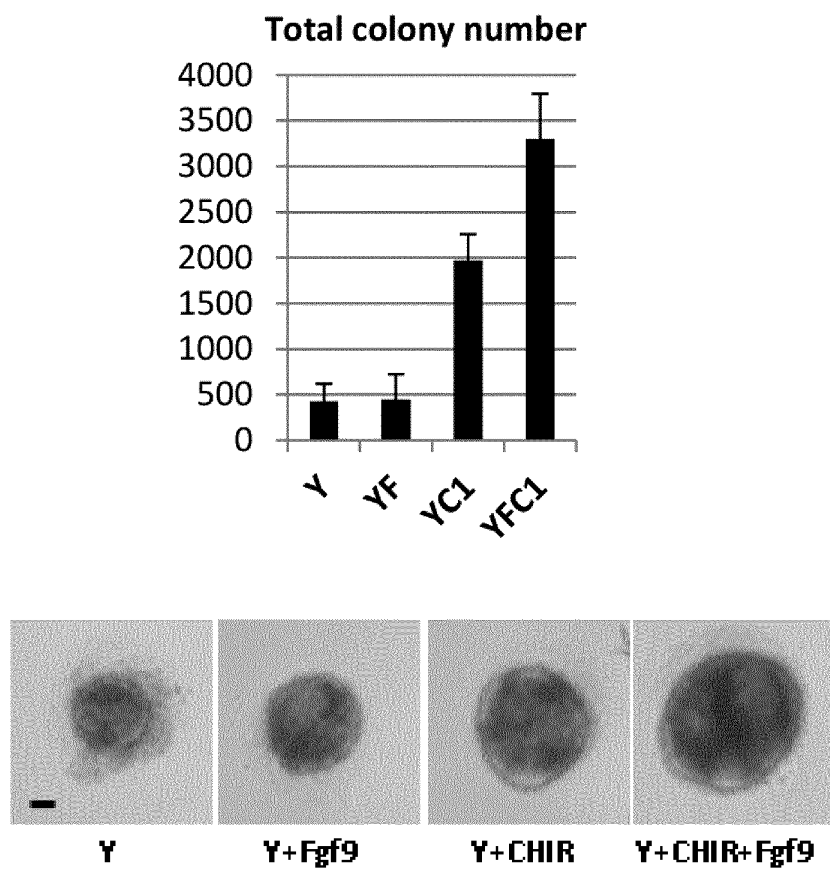 Total colony number
4000
3500
3000
2500
2000
1500
1000
500
0
Y
YF
YC1
YFC1
Y
Y+Fgf9
Y+CHIR
Y+CHIR+Fgf9